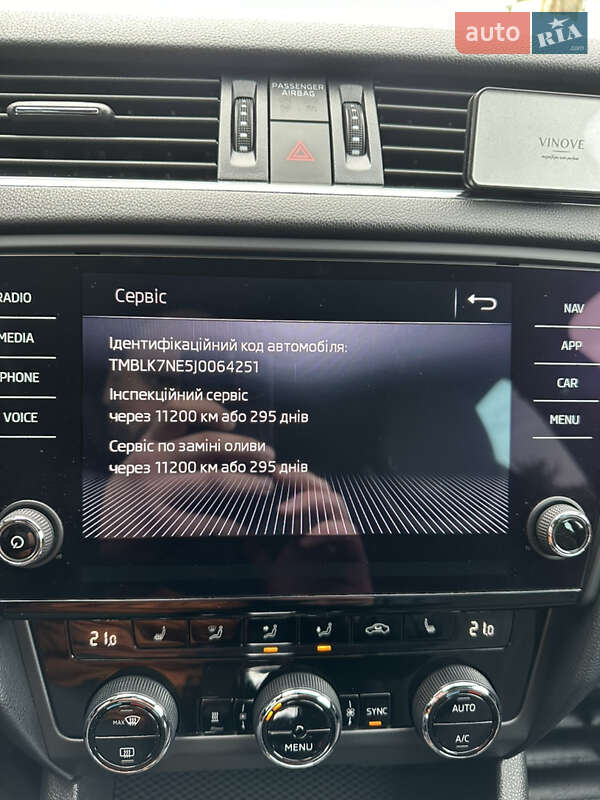 auto RIA.com
PASSENGER
AIRBAG
VINOVE
RADIO
MEDIA
PHONE
VOICE
Сервіс
Ідентифікаційний код автомобіля:
TMBLK7NE5J0064251
Інспекційний сервіс
через 11200 км або 295 днів
Сервіс по заміні оливи
через 11200 км або 295 днів
NAV
APP
CAR
MENU
21,0
21,0
MAX
MENU
SYNC
AUTO
A/C